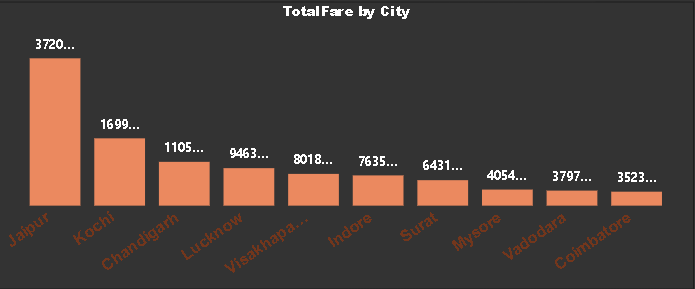 TotalFare by City
3720...
1699...
1105...
9463...
8018...
7635...
6431...
4054...
3797...
3523...
Jaipur
Kochi
Chandigarh
Lucknow
Visakhapa...
Indore
Surat
Mysore
Vadodara
Coimbatore